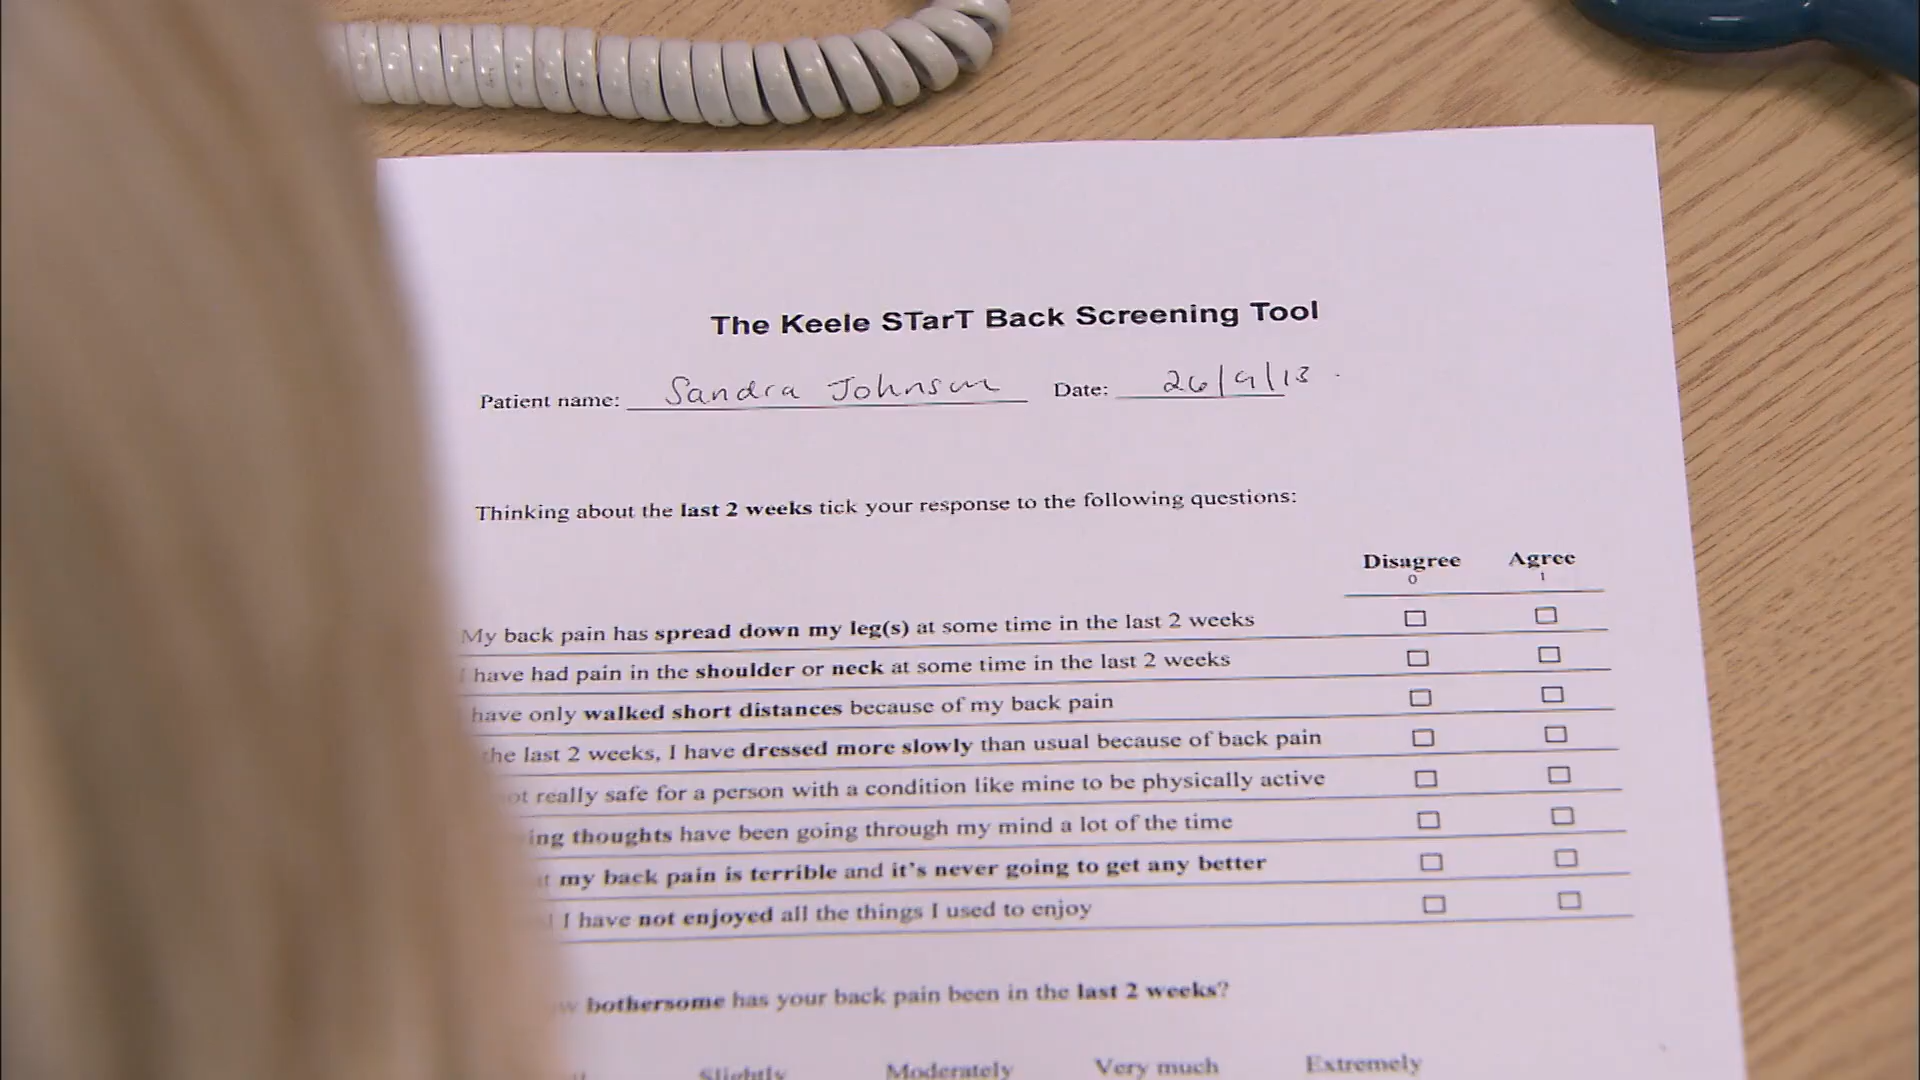 The Keele STarT Back Screening Tool
Patient name: Sandra Johnson Date: 26/9/13
Thinking about the last 2 weeks tick your response to the following questions:
Disagree Agree
0 1
My back pain has spread down my leg(s) at some time in the last 2 weeks
I have had pain in the shoulder or neck at some time in the last 2 weeks
have only walked short distances because of my back pain
the last 2 weeks, I have dressed more slowly than usual because of back pain
really safe for a person with a condition like mine to be physically active
thoughts have been going through my mind a lot of the time
my back pain is terrible and it's never going to get any better
I have not enjoyed all the things I used to enjoy
bothersome has your back pain been in the last 2 weeks?
Slightly Moderately Very much Extremely